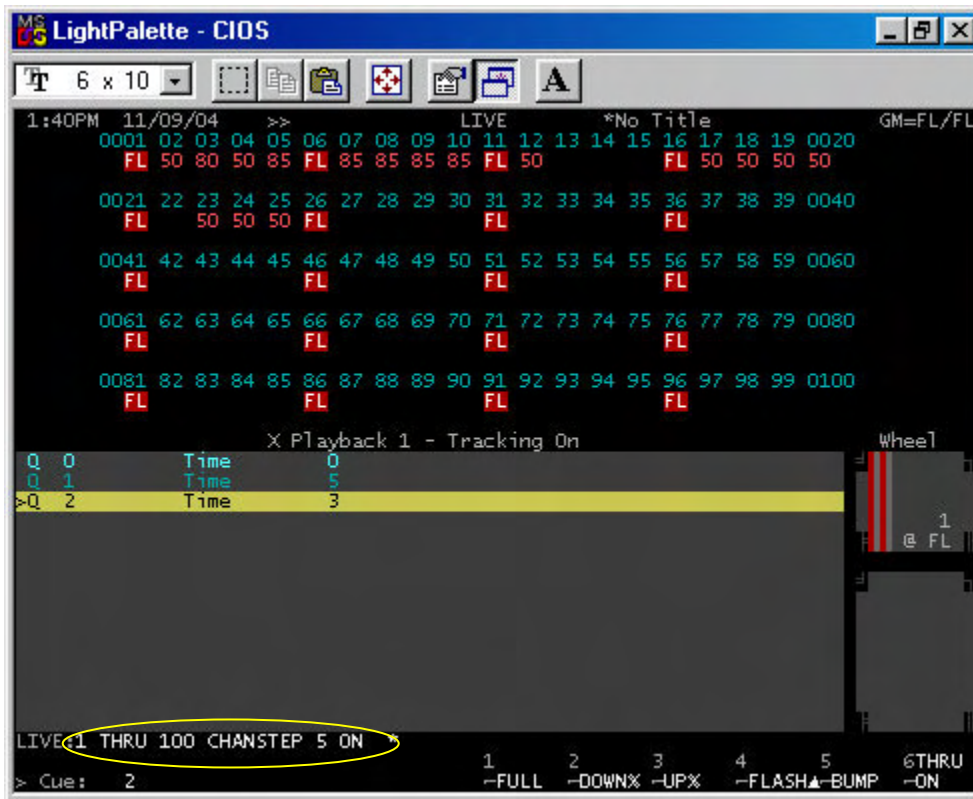 LightPalette - CIOS
6 x 10
1:40PM 11/09/04 >> LIVE *No Title GM=FL/FL
0001 02 03 04 05 06 07 08 09 10 11 12 13 14 15 16 17 18 19 0020
FL 50 80 50 85 FL 85 85 85 85 FL 50 FL 50 50 50 50
0021 22 23 24 25 26 27 28 29 30 31 32 33 34 35 36 37 38 39 0040
FL 50 50 50 FL FL FL
0041 42 43 44 45 46 47 48 49 50 51 52 53 54 55 56 57 58 59 0060
FL FL FL FL
0061 62 63 64 65 66 67 68 69 70 71 72 73 74 75 76 77 78 79 0080
FL FL FL FL
0081 82 83 84 85 86 87 88 89 90 91 92 93 94 95 96 97 98 99 0100
FL FL FL FL
X Playback 1 - Tracking On Wheel
Q 0 Time 0
Q 1 Time 5
>Q 2 Time 3
1
@ FL
LIVE:1 THRU 100 CHANSTEP 5 ON *
1 2 3 4 5 6THRU
> Cue: 2 ⌐FULL ⌐DOWN% ⌐UP% ⌐FLASH▲⌐BUMP ⌐ON